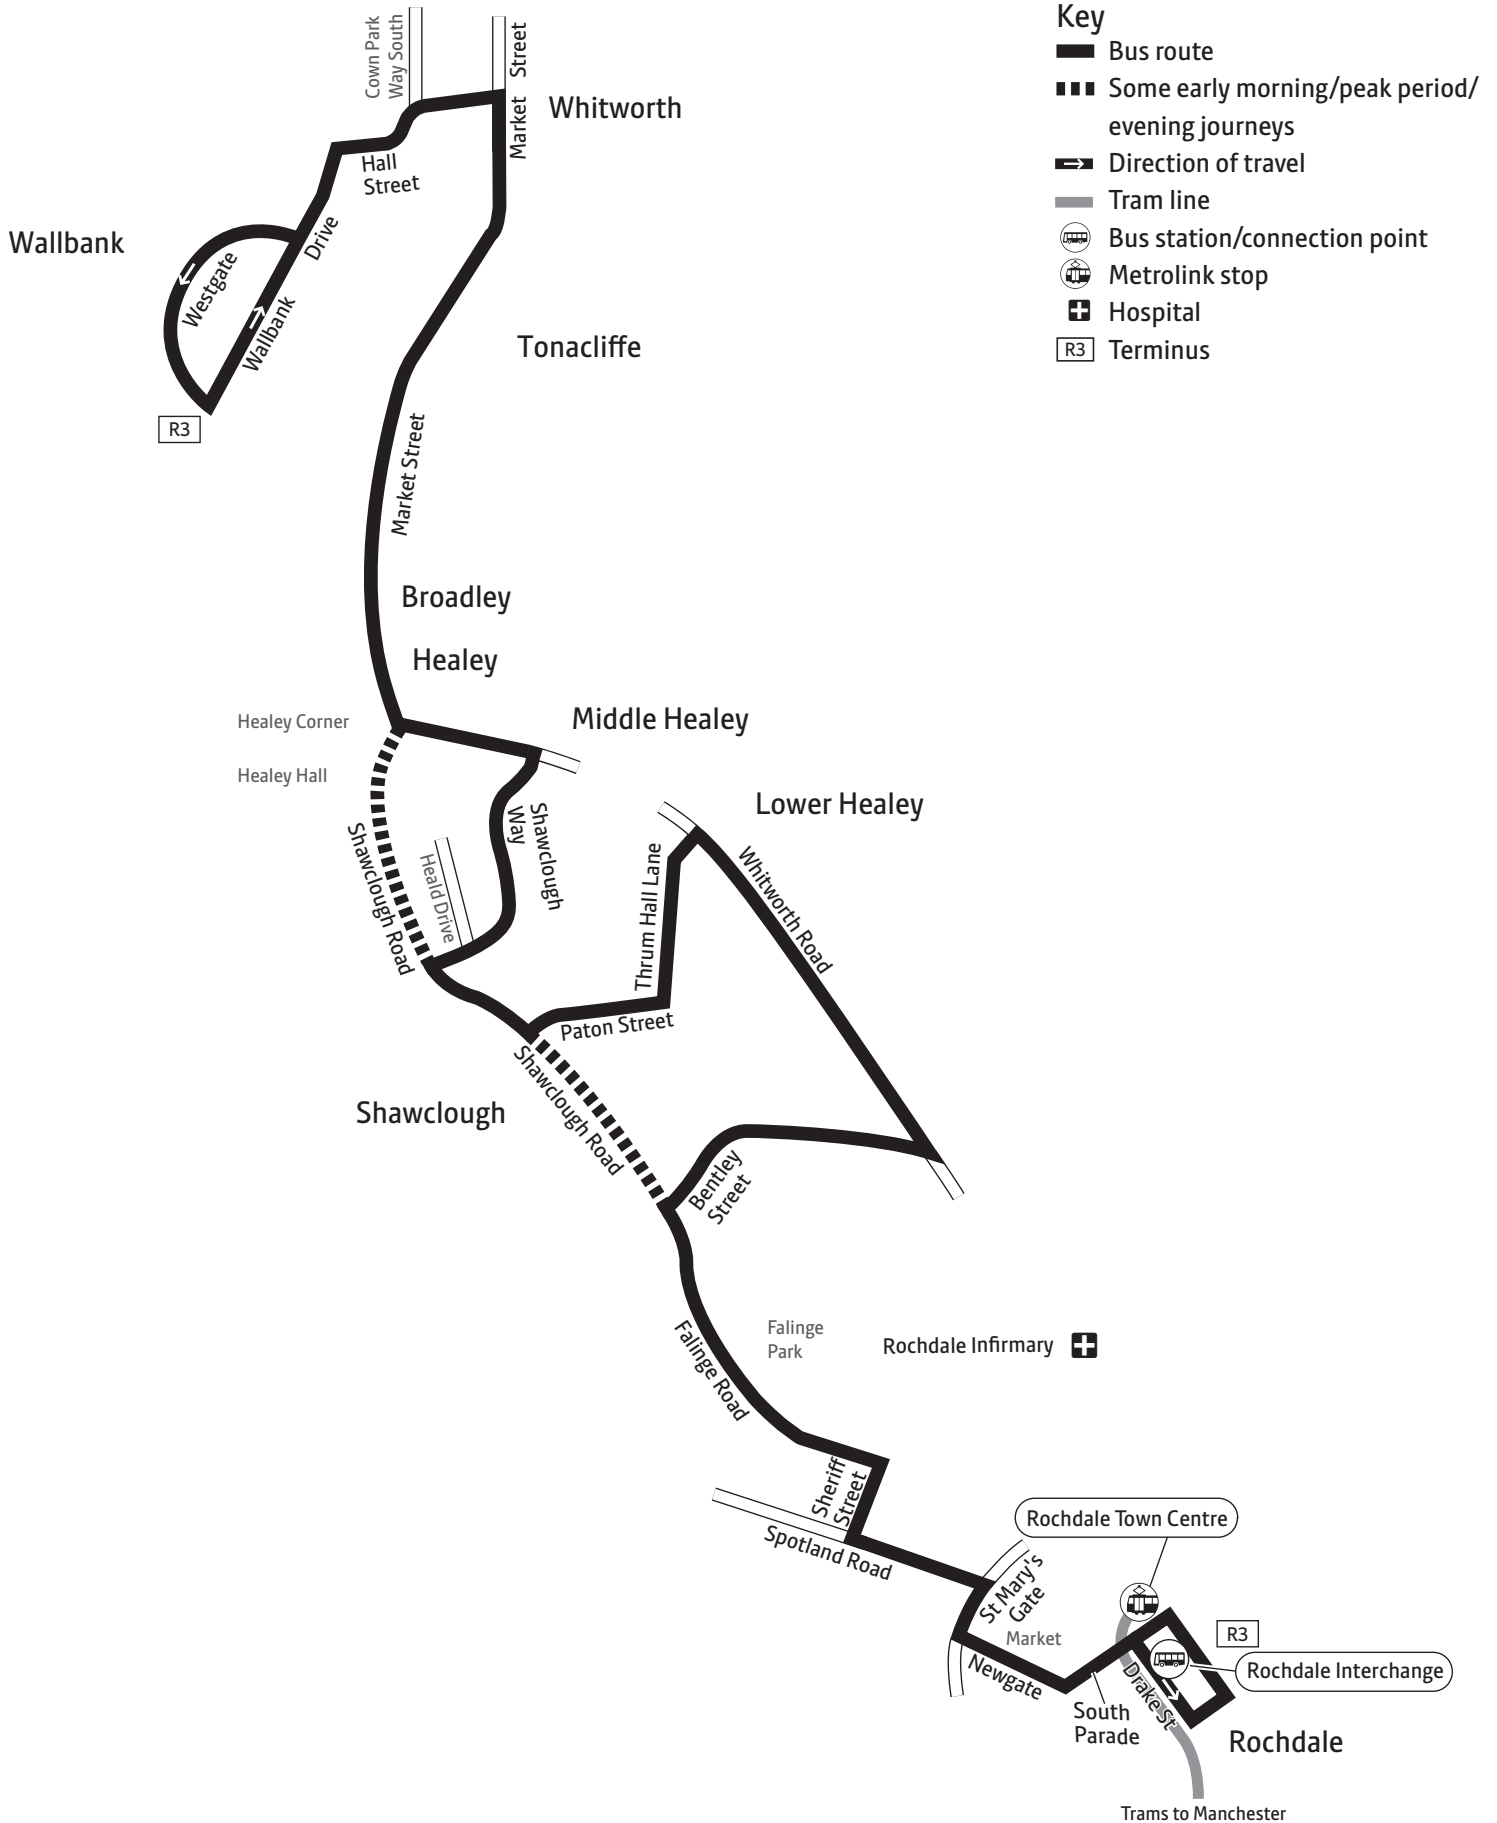 Key
Bus route
Some early morning/peak period/
evening journeys
Direction of travel
Tram line
Bus station/connection point
Metrolink stop
Hospital
R3 Terminus
Cown Park
Way South
Market Street
Whitworth
Hall
Street
Wallbank
Wallbank Drive
Westgate
R3
Tonacliffe
Market Street
Broadley
Healey
Healey Corner
Middle Healey
Healey Hall
Lower Healey
Shawclough
Way
Shawclough Road
Heald Drive
Thrum Hall Lane
Whitworth Road
Paton Street
Shawclough Road
Shawclough
Bentley
Street
Falinge
Park
Rochdale Infirmary
Falinge Road
Sheriff
Street
Spotland Road
Rochdale Town Centre
St Mary's
Gate
Market
R3
Newgate
Rochdale Interchange
Drake St
South
Parade
Rochdale
Trams to Manchester